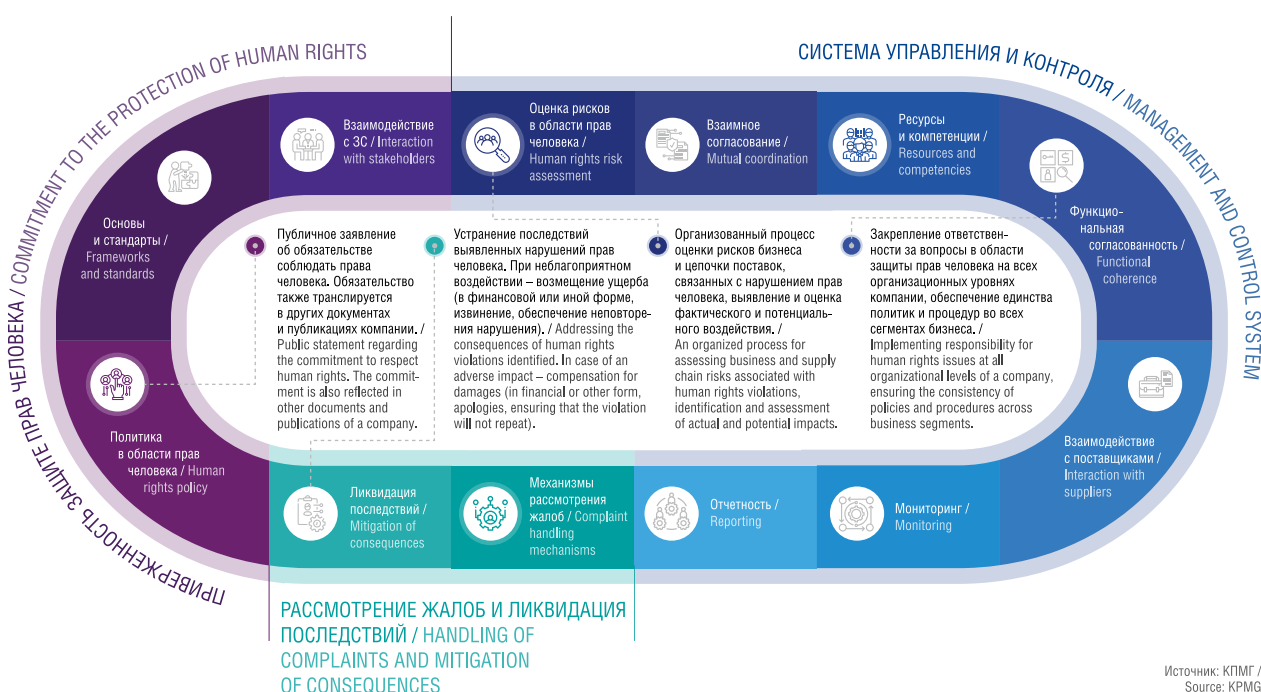 ПРИВЕРЖЕННОСТЬ ЗАЩИТЕ ПРАВ ЧЕЛОВЕКА / COMMITMENT TO THE PROTECTION OF HUMAN RIGHTS
СИСТЕМА УПРАВЛЕНИЯ И КОНТРОЛЯ / MANAGEMENT AND CONTROL SYSTEM
Основы
и стандарты /
Frameworks
and standards
Взаимодействие
с ЗС / Interaction
with stakeholders
Оценка рисков
в области прав
человека /
Human rights risk
assessment
Взаимное
согласование /
Mutual coordination
Ресурсы
и компетенции /
Resources and
competencies
Функцио-
нальная
согласованность /
Functional
coherence
Публичное заявление
об обязательстве
соблюдать права
человека. Обязательство
также транслируется
в других документах
и публикациях компании. /
Public statement regarding
the commitment to respect
human rights. The commit-
ment is also reflected in
other documents and
publications of a company.
Устранение последствий
выявленных нарушений прав
человека. При неблагоприятном
воздействии – возмещение ущерба
(в финансовой или иной форме,
извинение, обеспечение неповторе-
ния нарушения). / Addressing the
consequences of human rights
violations identified. In case of an
adverse impact – compensation for
damages (in financial or other form,
apologies, ensuring that the violation
will not repeat).
Организованный процесс
оценки рисков бизнеса
и цепочки поставок,
связанных с нарушением прав
человека, выявление и оценка
фактического и потенциаль-
ного воздействия. /
An organized process for
assessing business and supply
chain risks associated with
human rights violations,
identification and assessment
of actual and potential impacts.
Закрепление ответствен-
ности за вопросы в области
защиты прав человека на всех
организационных уровнях
компании, обеспечение единства
политик и процедур во всех
сегментах бизнеса. /
Implementing responsibility for
human rights issues at all
organizational levels of a company,
ensuring the consistency of
policies and procedures across
business segments.
Политика
в области прав
человека / Human
rights policy
Ликвидация
последствий /
Mitigation of
consequences
Механизмы
рассмотрения
жалоб / Complaint
handling
mechanisms
Отчетность /
Reporting
Мониторинг /
Monitoring
Взаимодействие
с поставщиками /
Interaction with
suppliers
РАССМОТРЕНИЕ ЖАЛОБ И ЛИКВИДАЦИЯ
ПОСЛЕДСТВИЙ / HANDLING OF
COMPLAINTS AND MITIGATION
OF CONSEQUENCES
Источник: КПМГ /
Source: KPMG